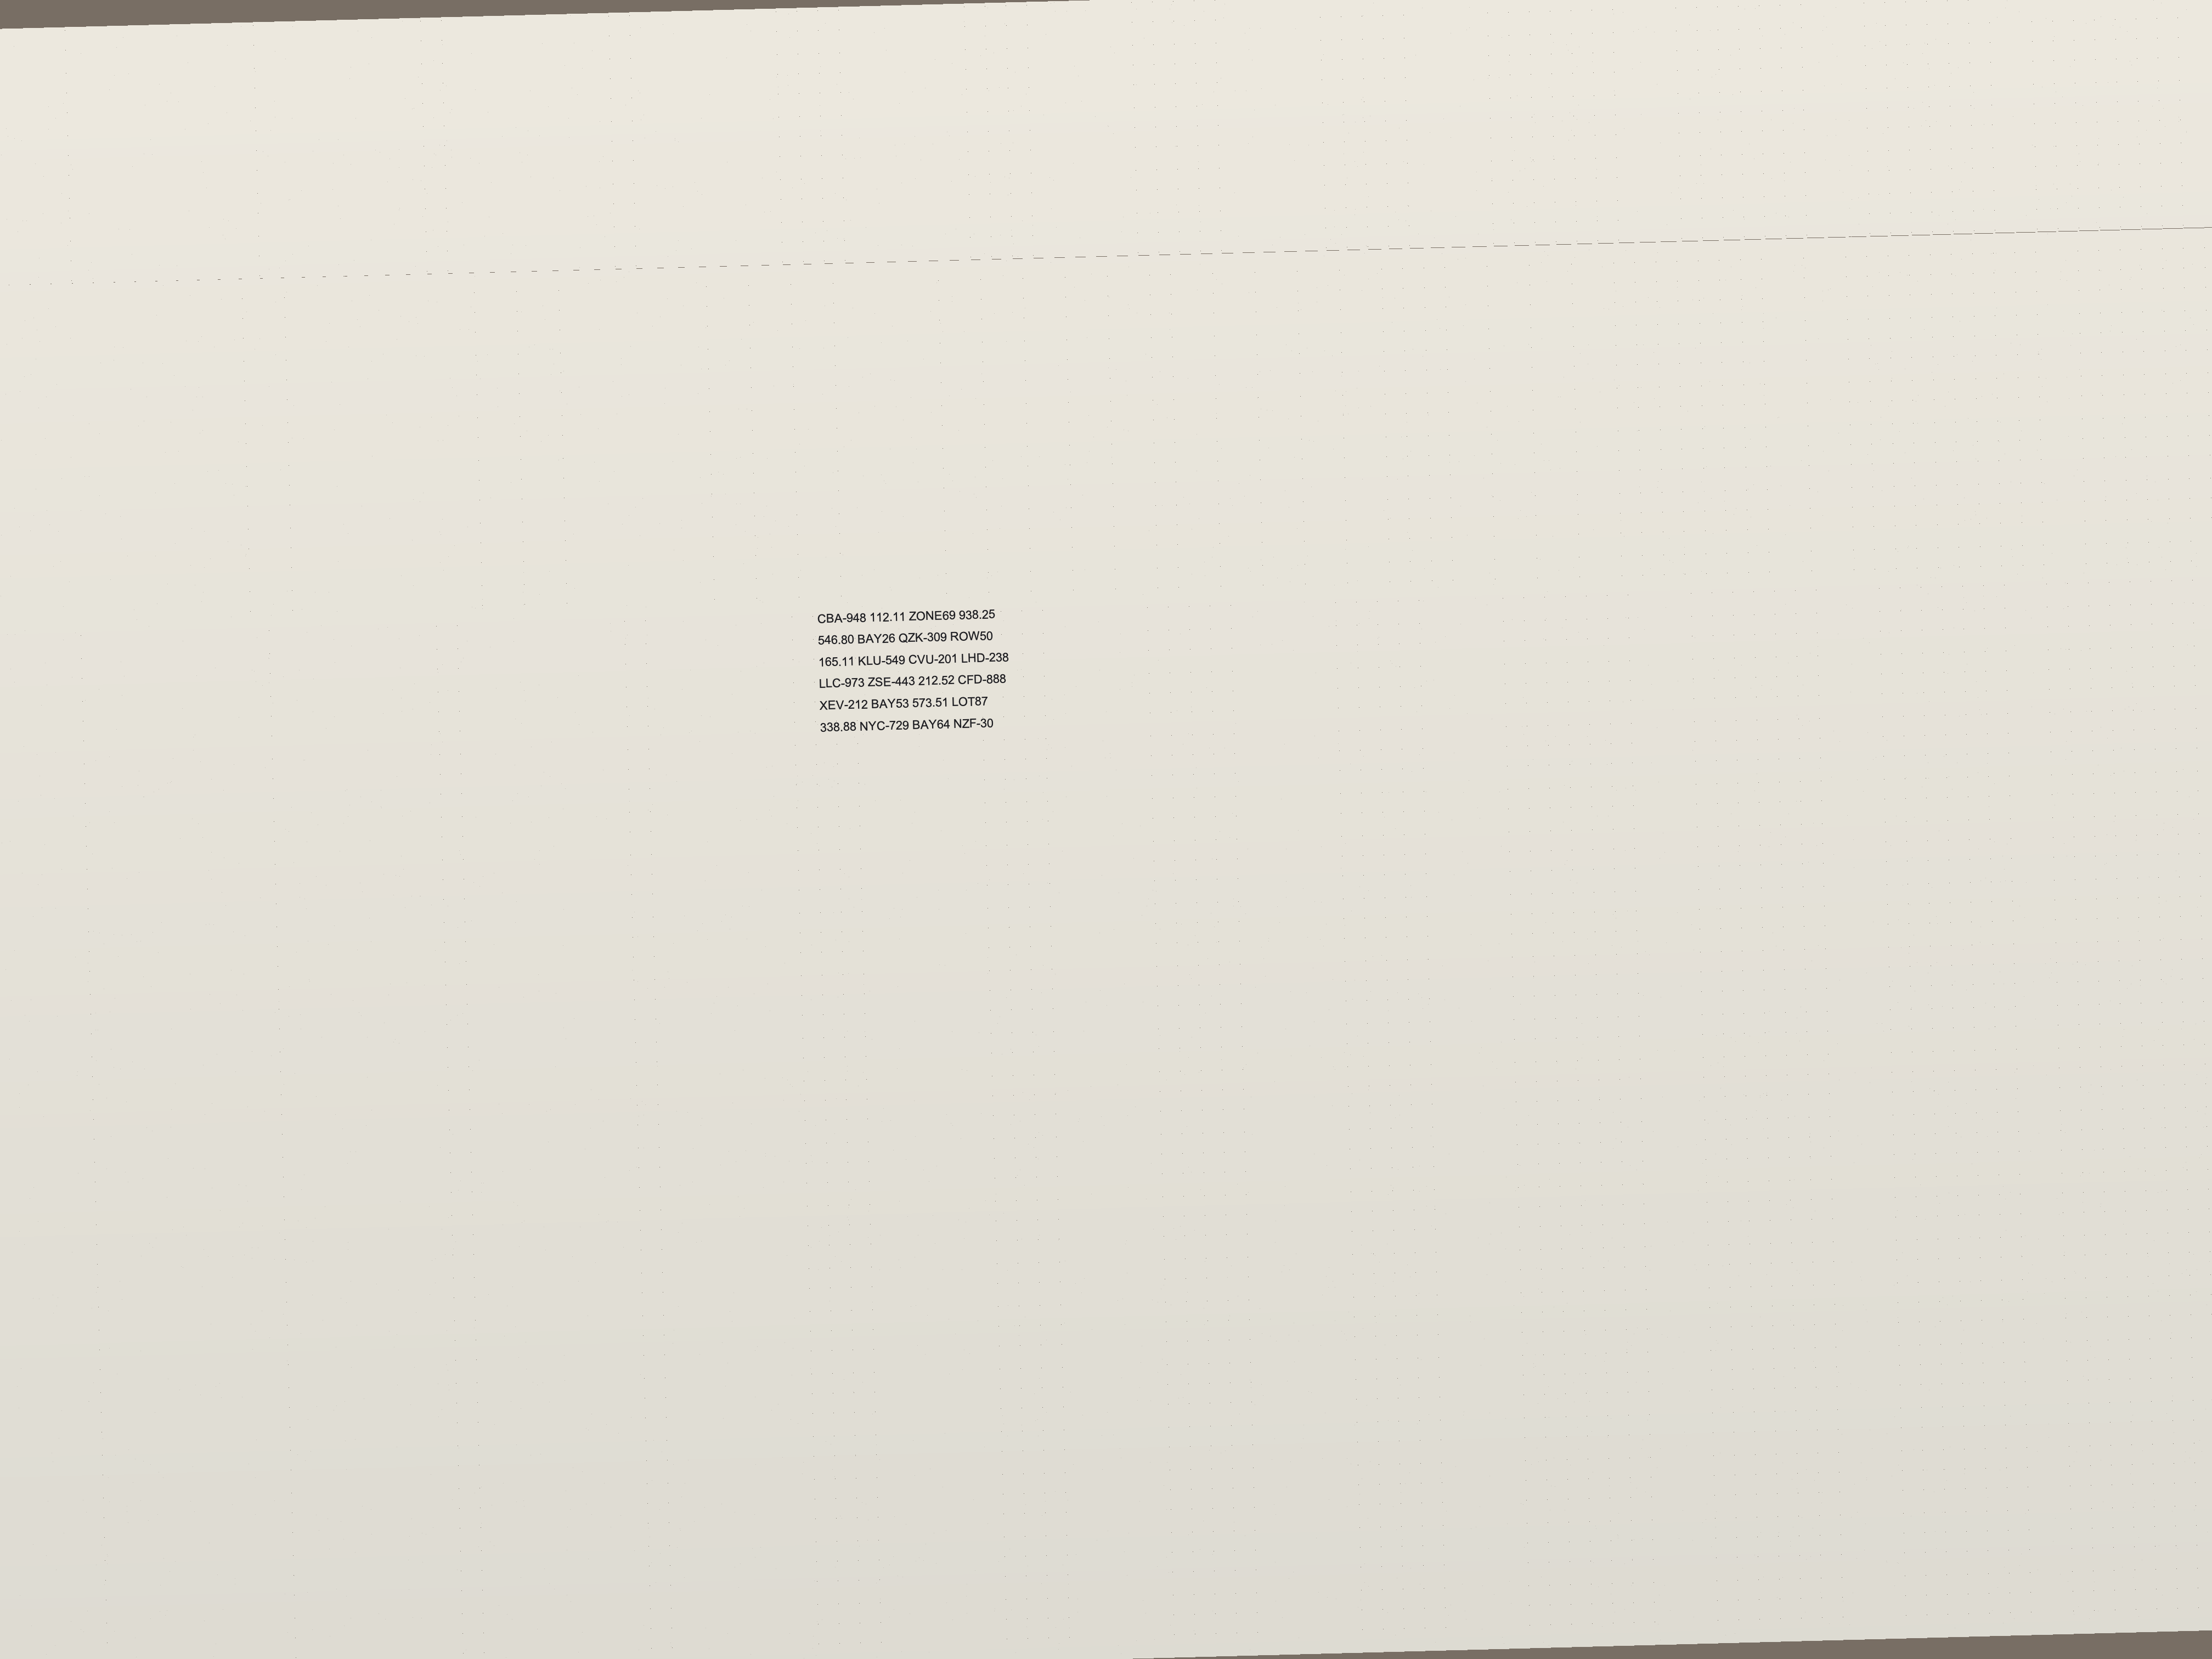 CBA-948 112.11 ZONE69 938.25
546.80 BAY26 QZK-309 ROW50
165.11 KLU-549 CVU-201 LHD-238
LLC-973 ZSE-443 212.52 CFD-888
XEV-212 BAY53 573.51 LOT87
338.88 NYC-729 BAY64 NZF-30